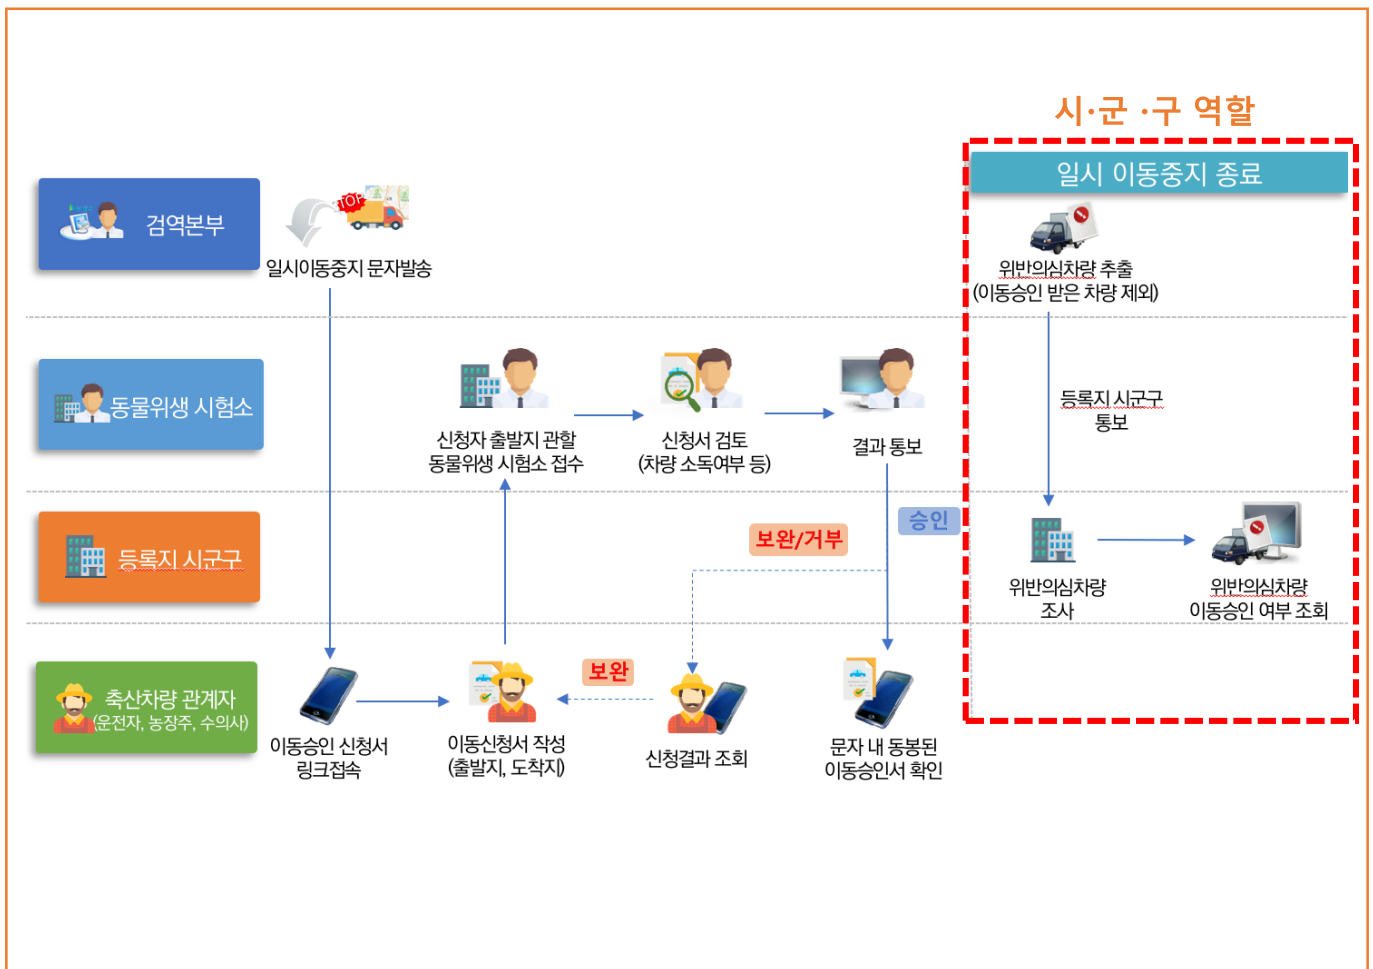 시·군 ·구 역할
일시 이동중지 종료
검역본부
TOP
일시이동중지 문자발송
위반의심차량 추출
(이동승인 받은 차량 제외)
동물위생 시험소
신청자 출발지 관할
동물위생 시험소 접수
신청서 검토
(차량 소독여부 등)
결과 통보
등록지 시군구
통보
등록지 시군구
보완/거부
승인
위반의심차량
조사
위반의심차량
이동승인 여부 조회
축산차량 관계자
(운전자, 농장주, 수의사)
이동승인 신청서
링크접속
이동신청서 작성
(출발지, 도착지)
보완
신청결과 조회
문자 내 동봉된
이동승인서 확인